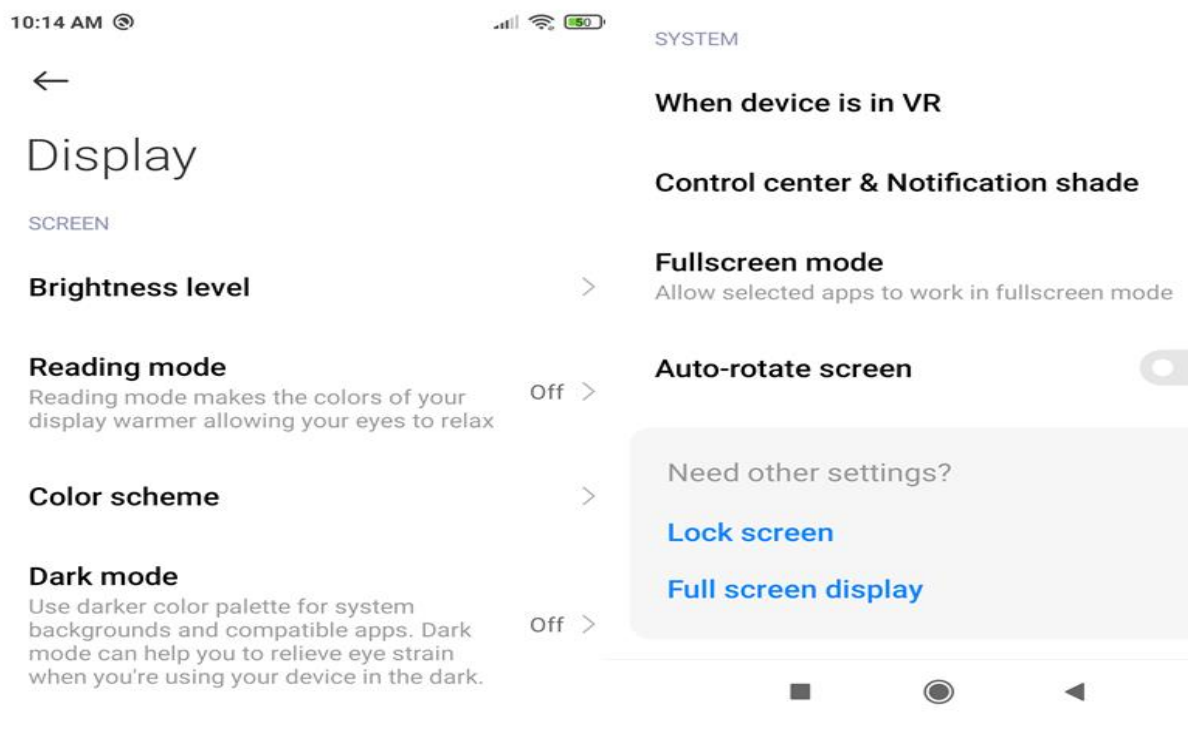 10:14 AM
50
Display
SCREEN
Brightness level
Reading mode
Reading mode makes the colors of your
display warmer allowing your eyes to relax
Off
Color scheme
Dark mode
Use darker color palette for system
backgrounds and compatible apps. Dark
mode can help you to relieve eye strain
when you're using your device in the dark.
Off
SYSTEM
When device is in VR
Control center & Notification shade
Fullscreen mode
Allow selected apps to work in fullscreen mode
Auto-rotate screen
Need other settings?
Lock screen
Full screen display